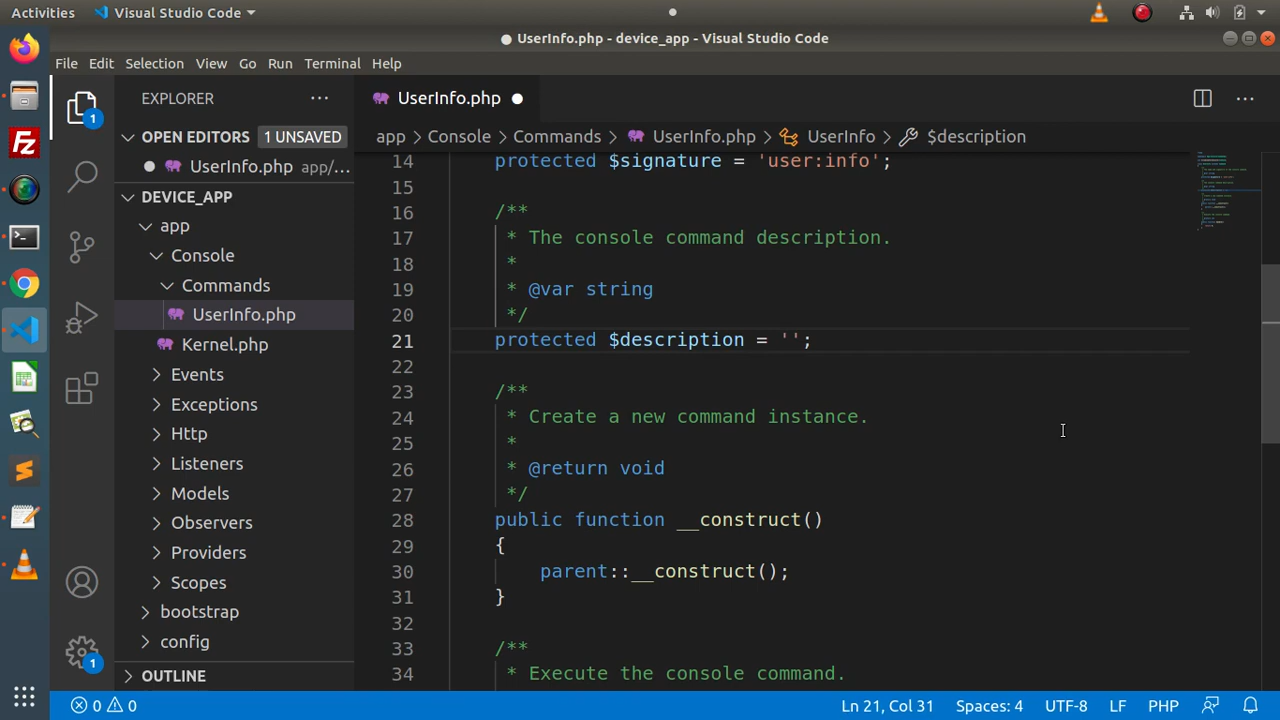 Activities
Visual Studio Code
UserInfo.php - device_app - Visual Studio Code
File Edit Selection View Go Run Terminal Help
EXPLORER
UserInfo.php
OPEN EDITORS 1 UNSAVED
UserInfo.php app/...
app Console Commands UserInfo.php UserInfo $description
DEVICE_APP
app
Console
Commands
UserInfo.php
Kernel.php
Events
Exceptions
Http
Listeners
Models
Observers
Providers
Scopes
bootstrap
config
OUTLINE
1
1
14 protected $signature = 'user:info';
15
16 /**
17 * The console command description.
18 *
19 * @var string
20 */
21 protected $description = '';
22
23 /**
24 * Create a new command instance.
25 *
26 * @return void
27 */
28 public function __construct()
29 {
30 parent::__construct();
31 }
32
33 /**
34 * Execute the console command.
0 0 Ln 21, Col 31 Spaces: 4 UTF-8 LF PHP